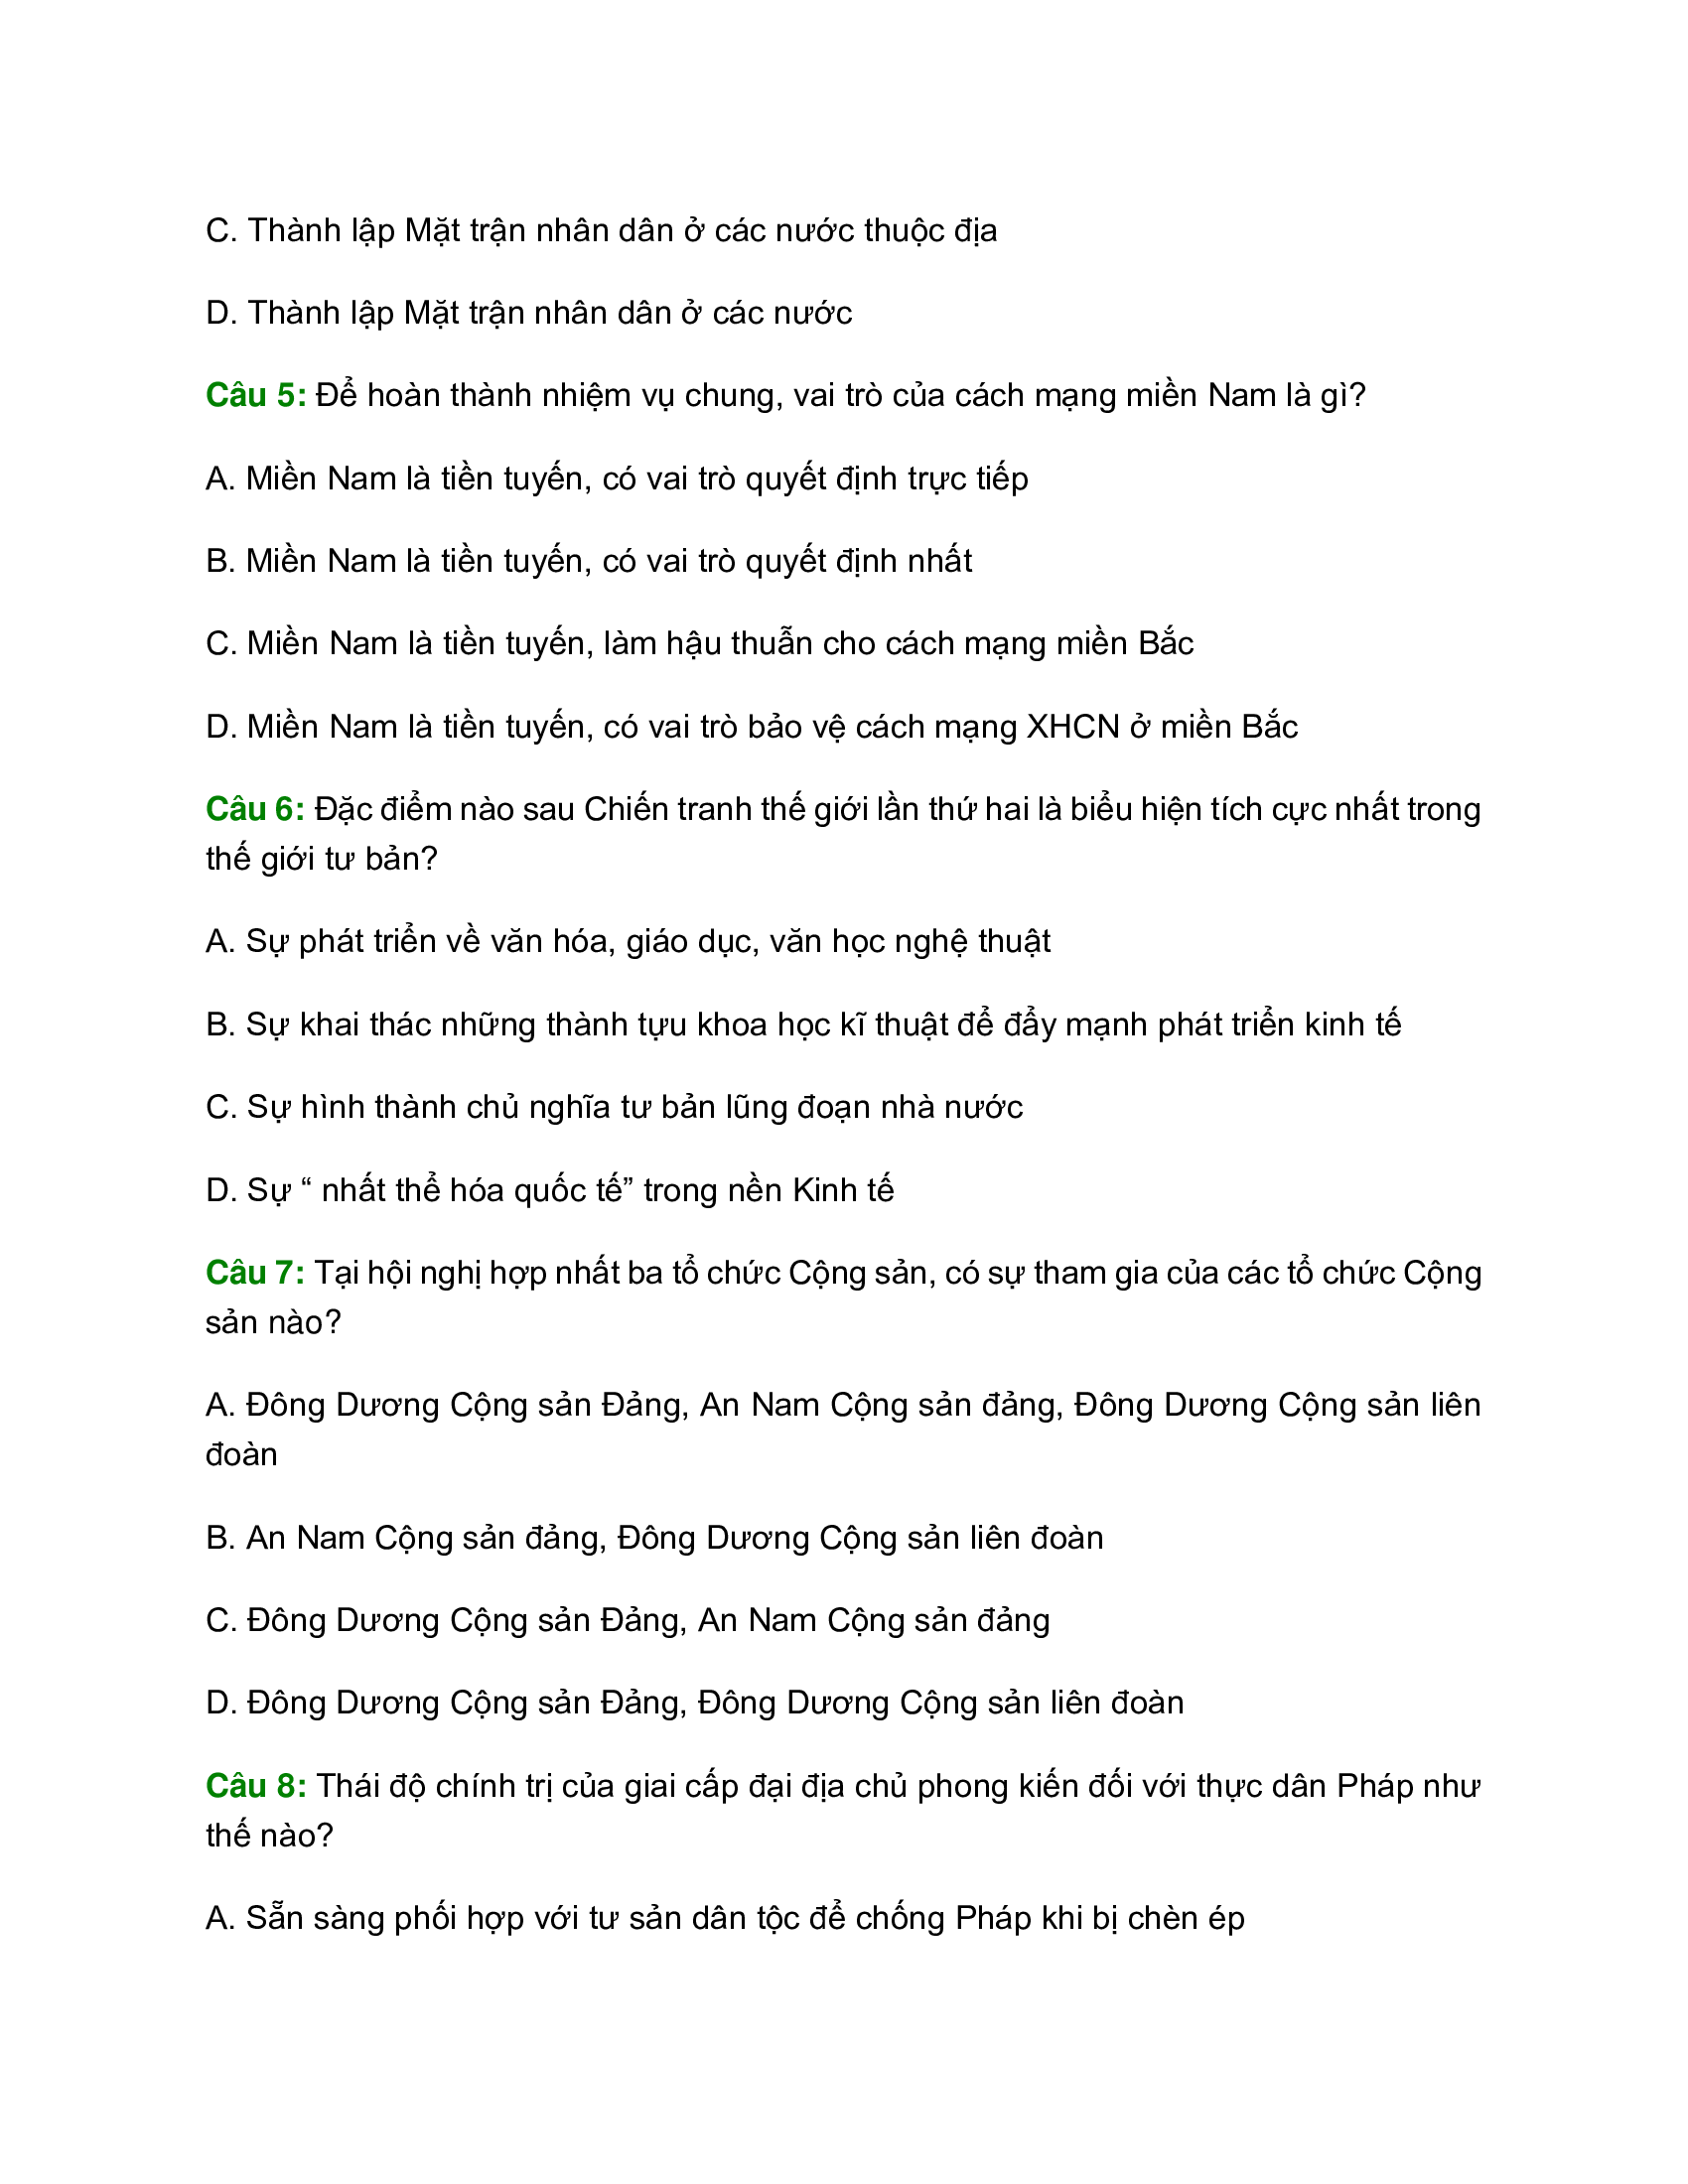 C. Thành lập Mặt trận nhân dân ở các nước thuộc địa
D. Thành lập Mặt trận nhân dân ở các nước
Câu 5: Để hoàn thành nhiệm vụ chung, vai trò của cách mạng miền Nam là gì?
A. Miền Nam là tiền tuyến, có vai trò quyết định trực tiếp
B. Miền Nam là tiền tuyến, có vai trò quyết định nhất
C. Miền Nam là tiền tuyến, làm hậu thuẫn cho cách mạng miền Bắc
D. Miền Nam là tiền tuyến, có vai trò bảo vệ cách mạng XHCN ở miền Bắc
Câu 6: Đặc điểm nào sau Chiến tranh thế giới lần thứ hai là biểu hiện tích cực nhất trong
thế giới tư bản?
A. Sự phát triển về văn hóa, giáo dục, văn học nghệ thuật
B. Sự khai thác những thành tựu khoa học kĩ thuật để đẩy mạnh phát triển kinh tế
C. Sự hình thành chủ nghĩa tư bản lũng đoạn nhà nước
D. Sự “ nhất thể hóa quốc tế” trong nền Kinh tế
Câu 7: Tại hội nghị hợp nhất ba tổ chức Cộng sản, có sự tham gia của các tổ chức Cộng
sản nào?
A. Đông Dương Cộng sản Đảng, An Nam Cộng sản đảng, Đông Dương Cộng sản liên
đoàn
B. An Nam Cộng sản đảng, Đông Dương Cộng sản liên đoàn
C. Đông Dương Cộng sản Đảng, An Nam Cộng sản đảng
D. Đông Dương Cộng sản Đảng, Đông Dương Cộng sản liên đoàn
Câu 8: Thái độ chính trị của giai cấp đại địa chủ phong kiến đối với thực dân Pháp như
thế nào?
A. Sẵn sàng phối hợp với tư sản dân tộc để chống Pháp khi bị chèn ép